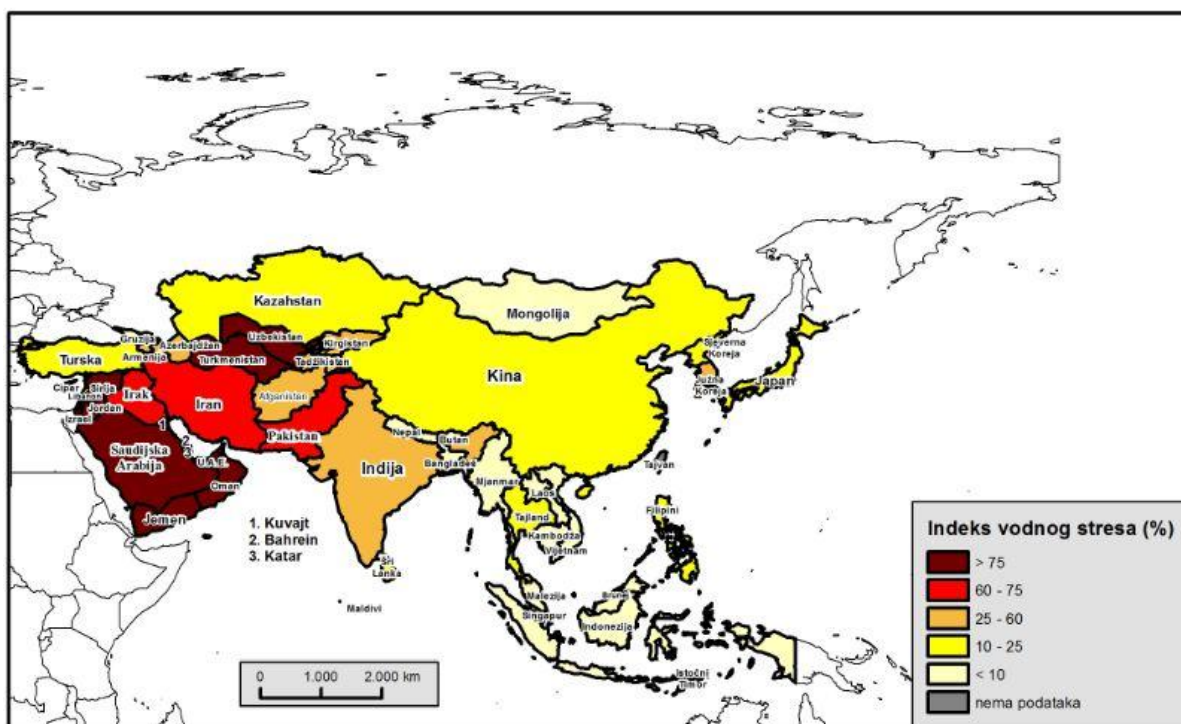 Kazahstan
Mongolija
Gruzija
Azerbajdžan
Armenija
Turska
Uzbekistan
Kirgistan
Turkmenistan
Tadžikistan
Sjeverna
Koreja
Južna
Koreja
Japan
Kina
Cipar
Sirija
Libanon
Irak
Iran
Afganistan
Jordan
Izrael
1
Pakistan
Nepal
Butan
2
3
Saudijska
Arabija
U.A.E.
Indija
Bangladeš
Tajvan
Oman
Mjanmar
Laos
Jemen
Tajland
Filipini
Kambodža
Vijetnam
1. Kuvajt
2. Bahrein
3. Katar
Šri
Lanka
Maldivi
Malezija
Brunej
Singapur
Indonezija
Istočni
Timor
0 1.000 2.000 km
Indeks vodnog stresa (%)
> 75
60 - 75
25 - 60
10 - 25
< 10
nema podataka